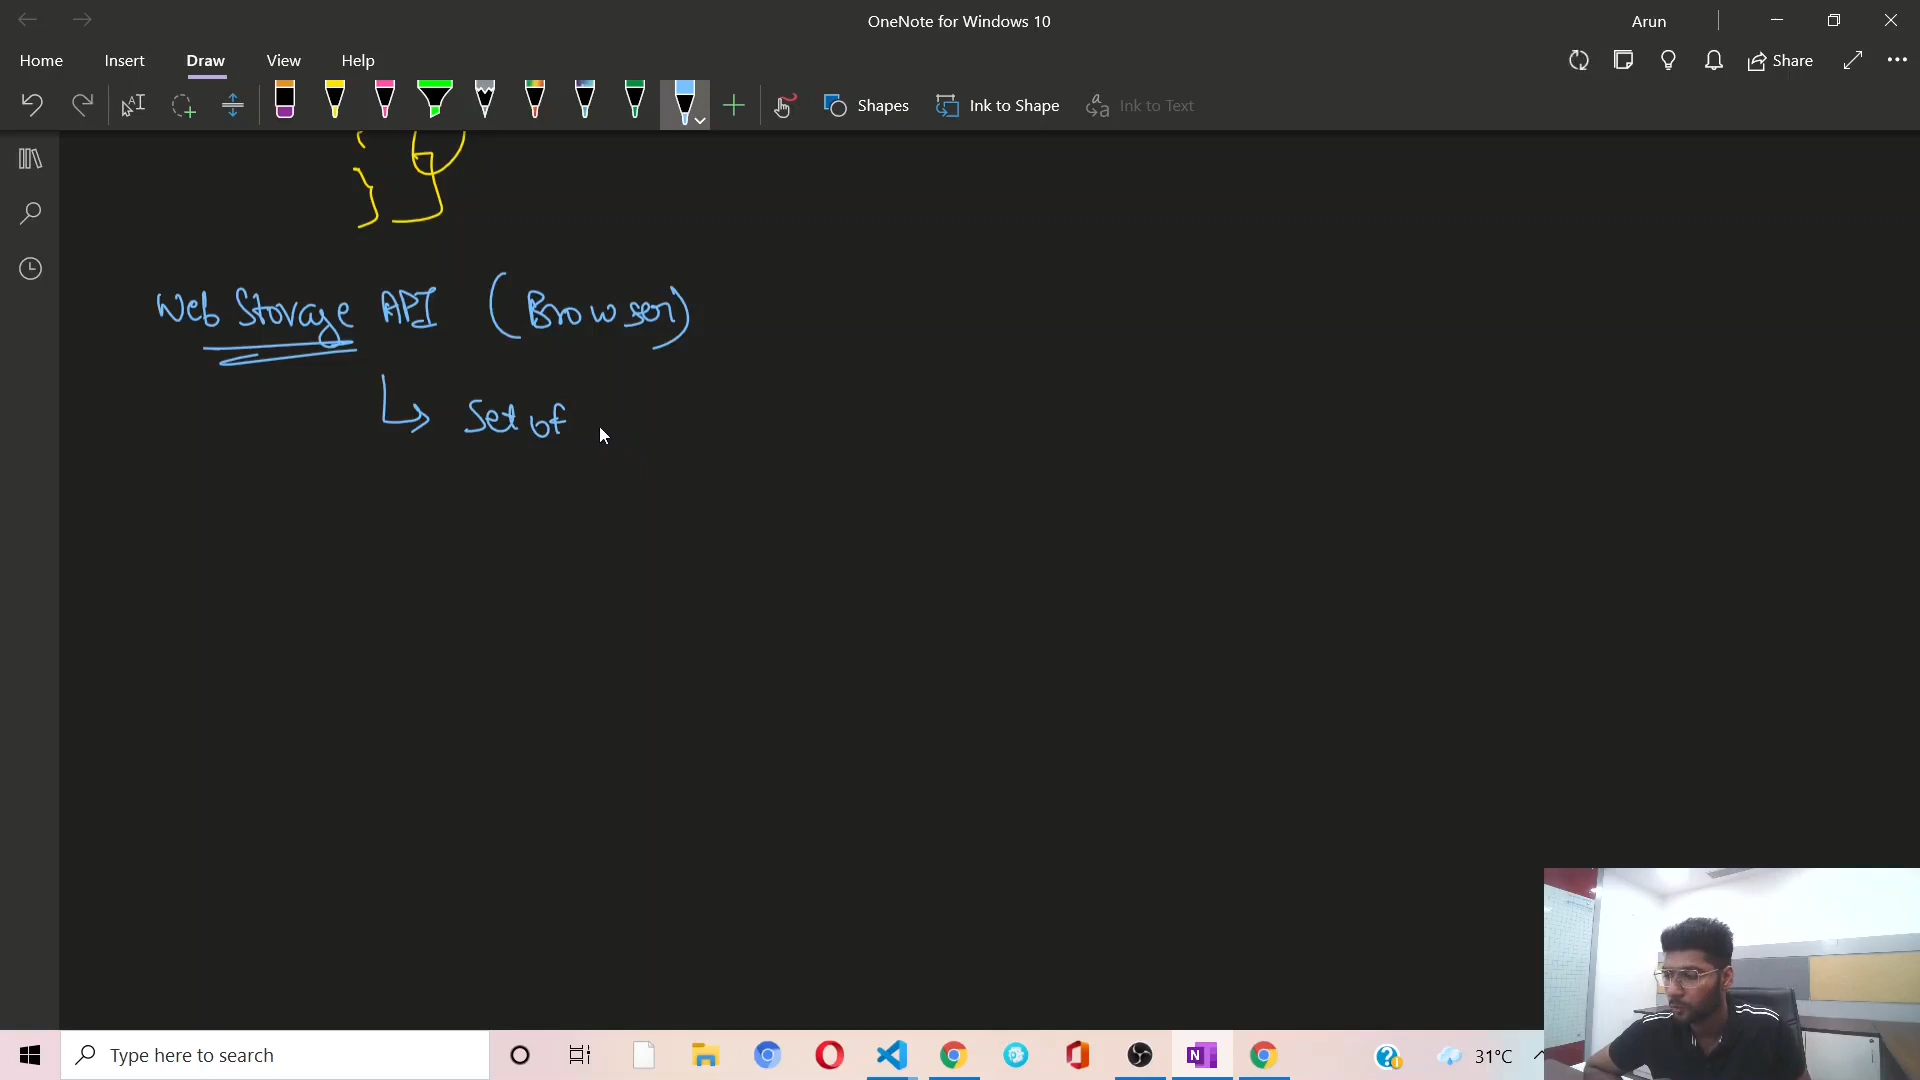 OneNote for Windows 10
Arun
Home Insert Draw View Help
Share
Shapes Ink to Shape Ink to Text
Web Storage API (Browser)
Set of
Type here to search
31°C